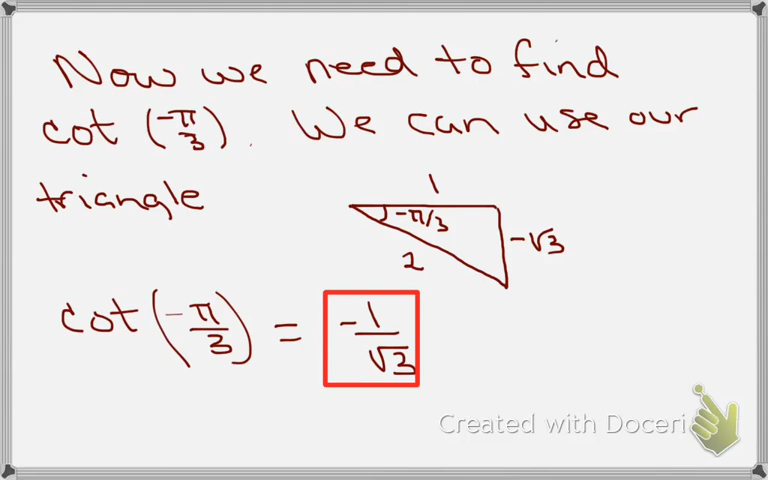 Now we need to find
cot (-π/3). We can use our
triangle
1
-π/3
-√3
2
cot(-π/3) = -1/√3
Created with Doceri